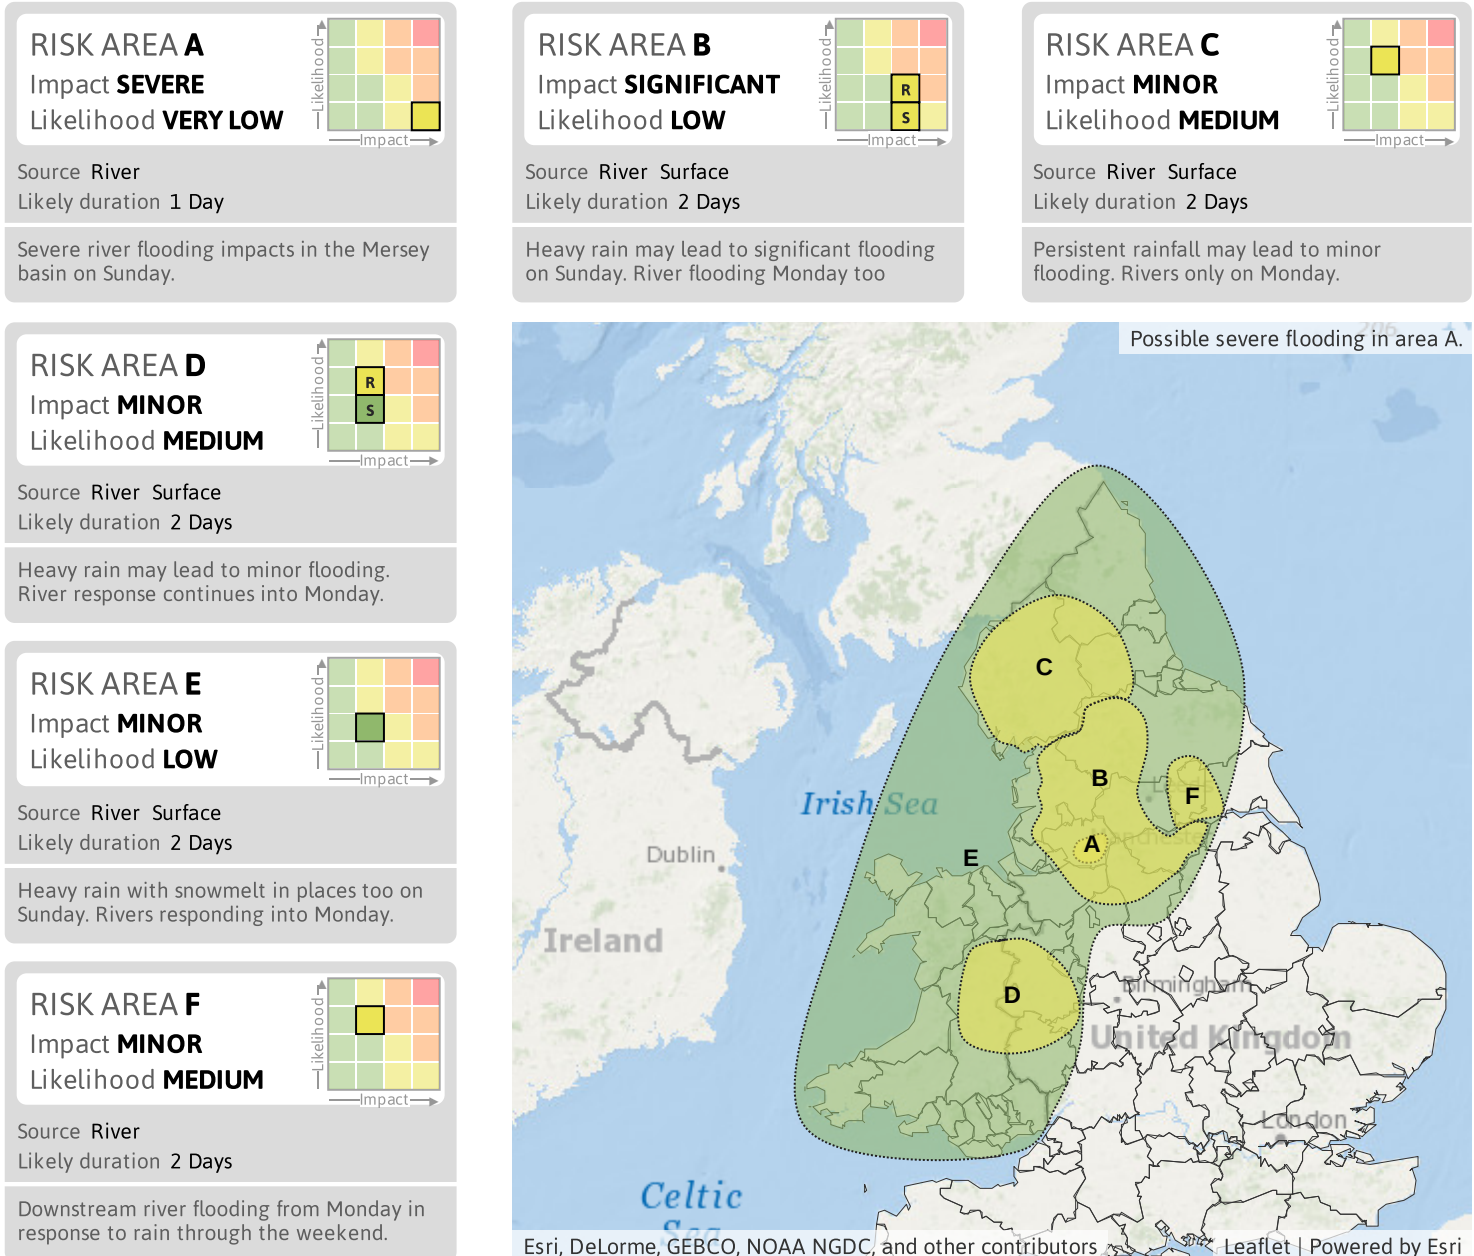 RISK AREA A
Impact SEVERE
Likelihood VERY LOW
Likelihood
Impact
Source River
Likely duration 1 Day
Severe river flooding impacts in the Mersey
basin on Sunday.
RISK AREA B
Impact SIGNIFICANT
Likelihood LOW
Likelihood
R
S
Impact
Source River Surface
Likely duration 2 Days
Heavy rain may lead to significant flooding
on Sunday. River flooding Monday too
RISK AREA C
Impact MINOR
Likelihood MEDIUM
Likelihood
Impact
Source River Surface
Likely duration 2 Days
Persistent rainfall may lead to minor
flooding. Rivers only on Monday.
RISK AREA D
Impact MINOR
Likelihood MEDIUM
Likelihood
R
S
Impact
Source River Surface
Likely duration 2 Days
Heavy rain may lead to minor flooding.
River response continues into Monday.
RISK AREA E
Impact MINOR
Likelihood LOW
Likelihood
Impact
Source River Surface
Likely duration 2 Days
Heavy rain with snowmelt in places too on
Sunday. Rivers responding into Monday.
RISK AREA F
Impact MINOR
Likelihood MEDIUM
Likelihood
Impact
Source River
Likely duration 2 Days
Downstream river flooding from Monday in
response to rain through the weekend.
206
Possible severe flooding in area A.
C
B
F
Irish Sea
A
Dublin
E
Ireland
Birmingham
D
United Kingdom
London
Celtic
Sea
Esri, DeLorme, GEBCO, NOAA NGDC, and other contributors
Leaflet | Powered by Esri